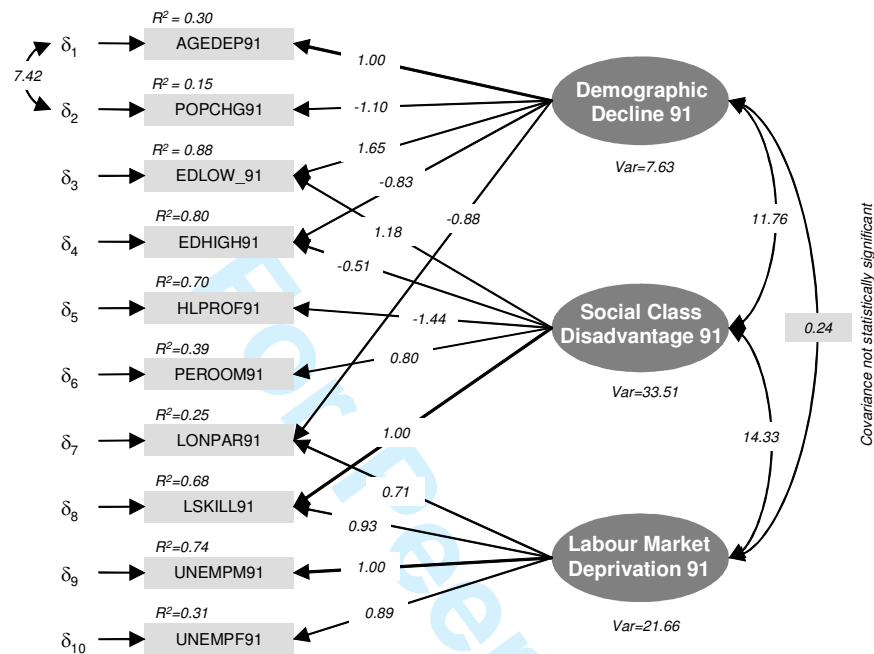 R² = 0.30
δ₁
AGEDEP91
1.00
7.42
R² = 0.15
δ₂
POPCHG91
-1.10
Demographic
Decline 91
Var=7.63
R² = 0.88
δ₃
EDLOW_91
1.65
-0.83
R²=0.80
δ₄
EDHIGH91
-0.88
1.18
-0.51
11.76
R²=0.70
δ₅
HLPROF91
-1.44
Social Class
Disadvantage 91
Var=33.51
0.24
Covariance not statistically significant
R²=0.39
δ₆
PEROOM91
0.80
R²=0.25
δ₇
LONPAR91
1.00
14.33
R²=0.68
δ₈
LSKILL91
0.71
0.93
R²=0.74
δ₉
UNEMPM91
1.00
Labour Market
Deprivation 91
Var=21.66
R²=0.31
δ₁₀
UNEMPF91
0.89
For Peer